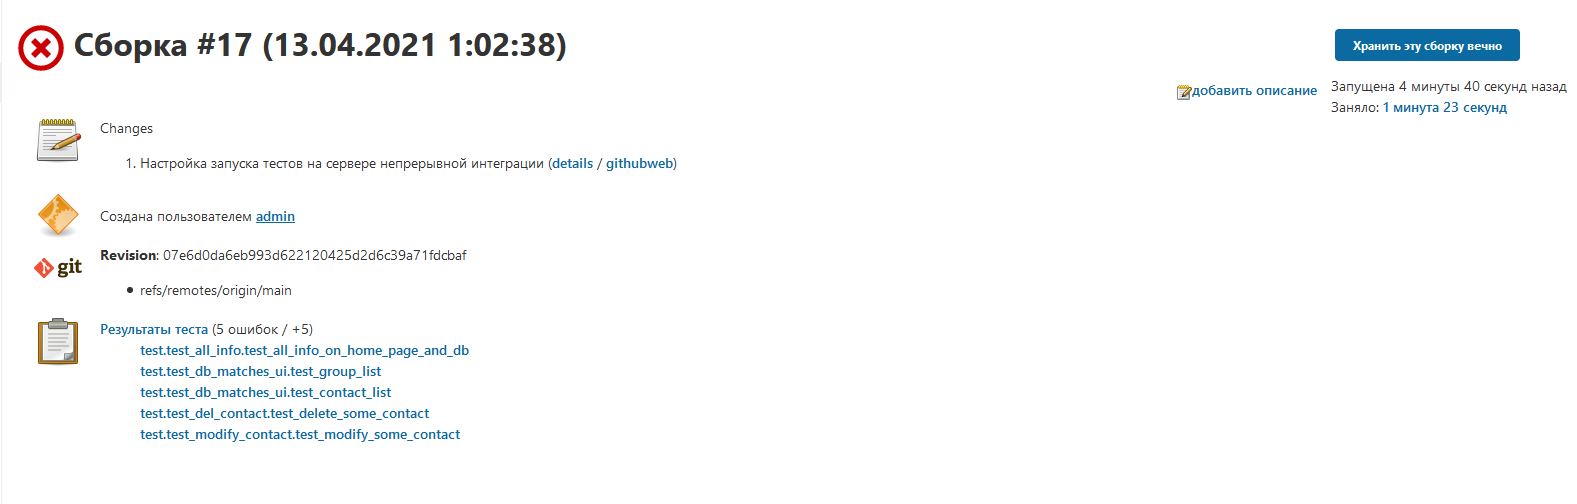 Сборка #17 (13.04.2021 1:02:38)
Хранить эту сборку вечно
добавить описание
Запущена 4 минуты 40 секунд назад
Заняло: 1 минута 23 секунд
Changes
1. Настройка запуска тестов на сервере непрерывной интеграции (details / githubweb)
Создана пользователем admin
git
Revision: 07e6d0da6eb993d622120425d2d6c39a71fdcbaf
• refs/remotes/origin/main
Результаты теста (5 ошибок / +5)
test.test_all_info.test_all_info_on_home_page_and_db
test.test_db_matches_ui.test_group_list
test.test_db_matches_ui.test_contact_list
test.test_del_contact.test_delete_some_contact
test.test_modify_contact.test_modify_some_contact